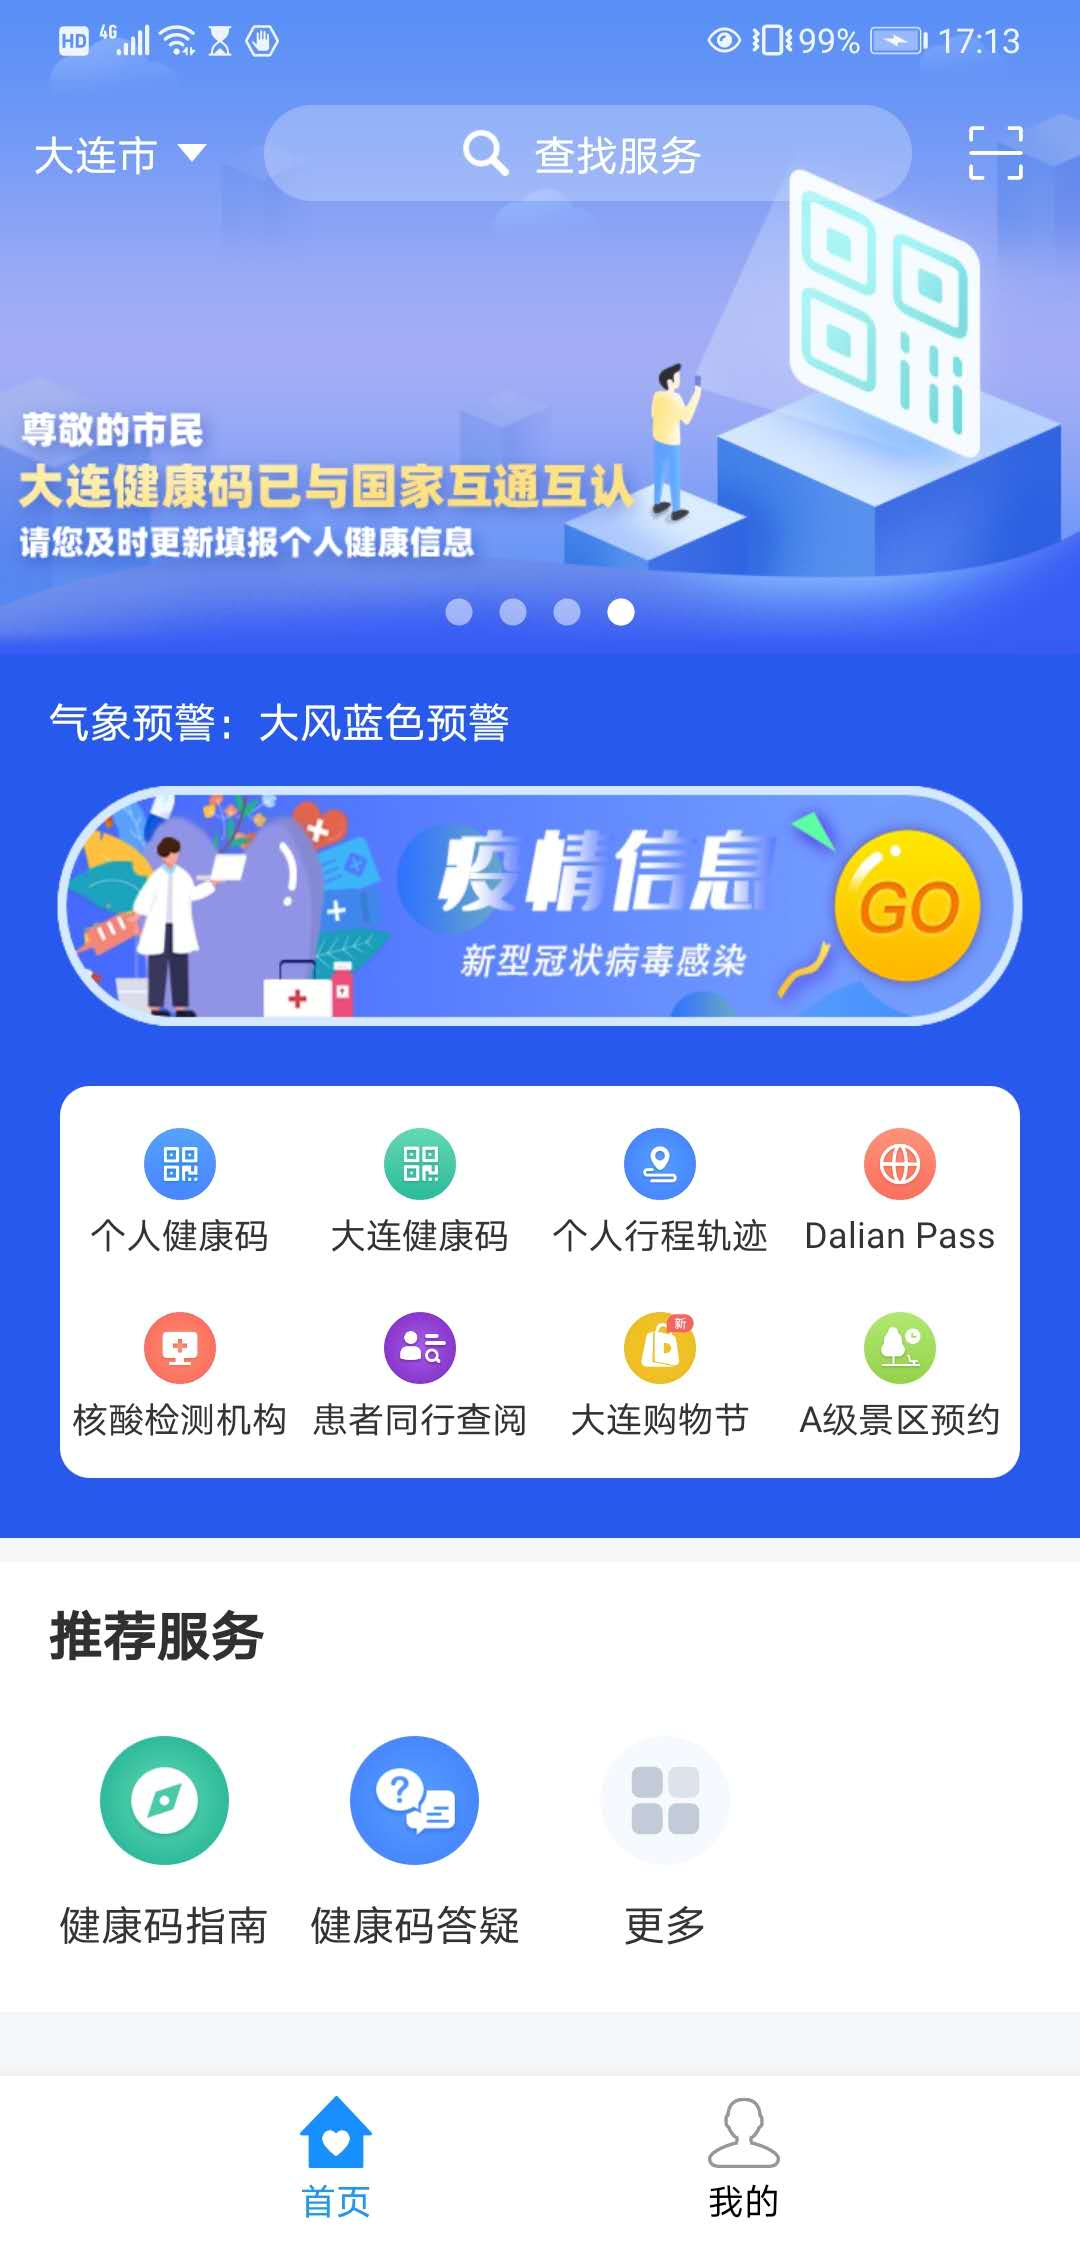 HD 4G 99% 17:13
大连市 查找服务
尊敬的市民
大连健康码已与国家互通互认
请您及时更新填报个人健康信息
气象预警：大风蓝色预警
疫情信息
GO
新型冠状病毒感染
个人健康码 大连健康码 个人行程轨迹 Dalian Pass
新
核酸检测机构 患者同行查阅 大连购物节 A级景区预约
推荐服务
健康码指南 健康码答疑 更多
首页 我的